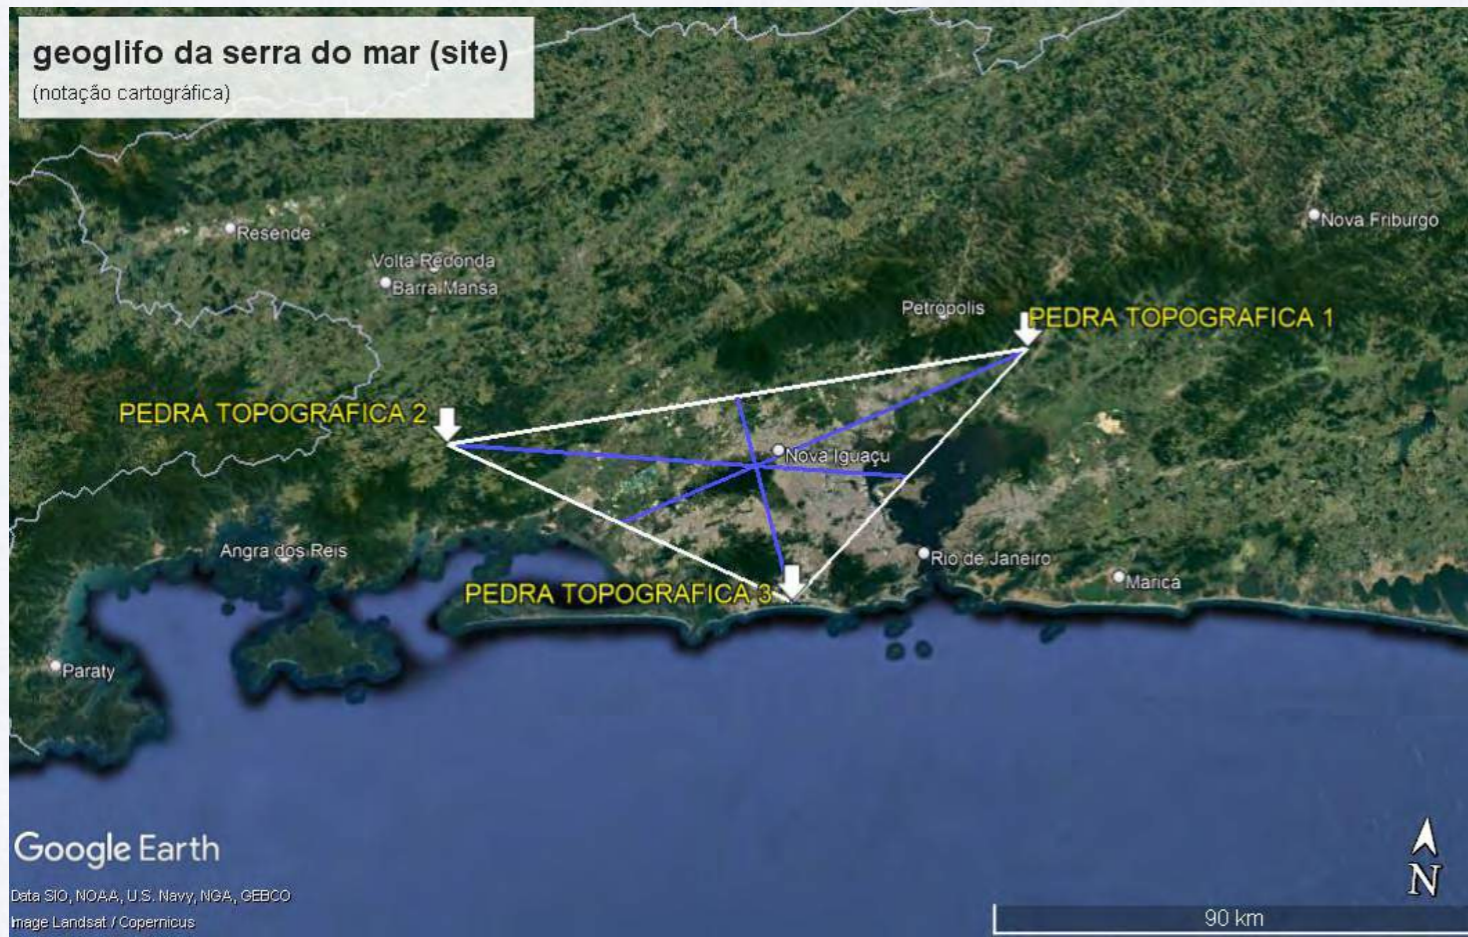 geoglifo da serra do mar (site)
(notação cartográfica)
Nova Friburgo
Resende
Volta Redonda
Barra Mansa
Petrópolis
PEDRA TOPOGRAFICA 1
PEDRA TOPOGRAFICA 2
Nova Iguaçu
Angra dos Reis
Rio de Janeiro
Maricá
PEDRA TOPOGRAFICA 3
Paraty
Google Earth
N
Data SIO, NOAA, U.S. Navy, NGA, GEBCO
Image Landsat / Copernicus
90 km